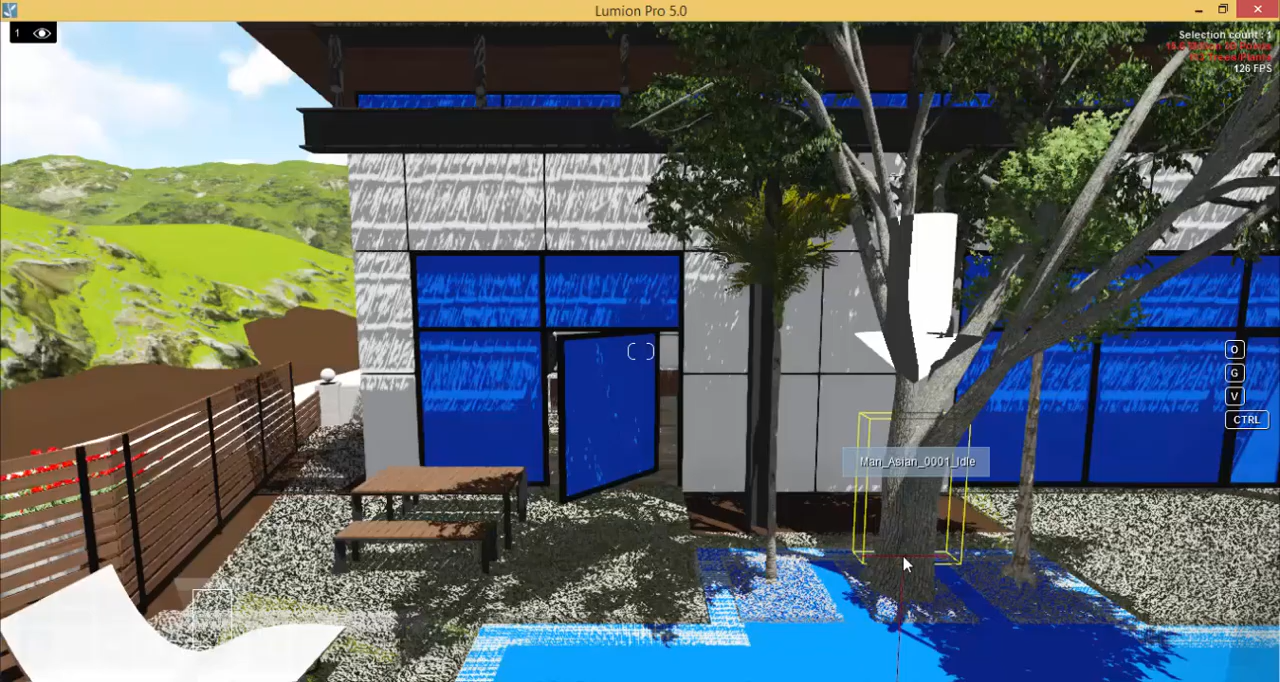 Lumion Pro 5.0
1
Selection count : 1
126 FPS
O
G
V
CTRL
Man_Asian_0001_Idle